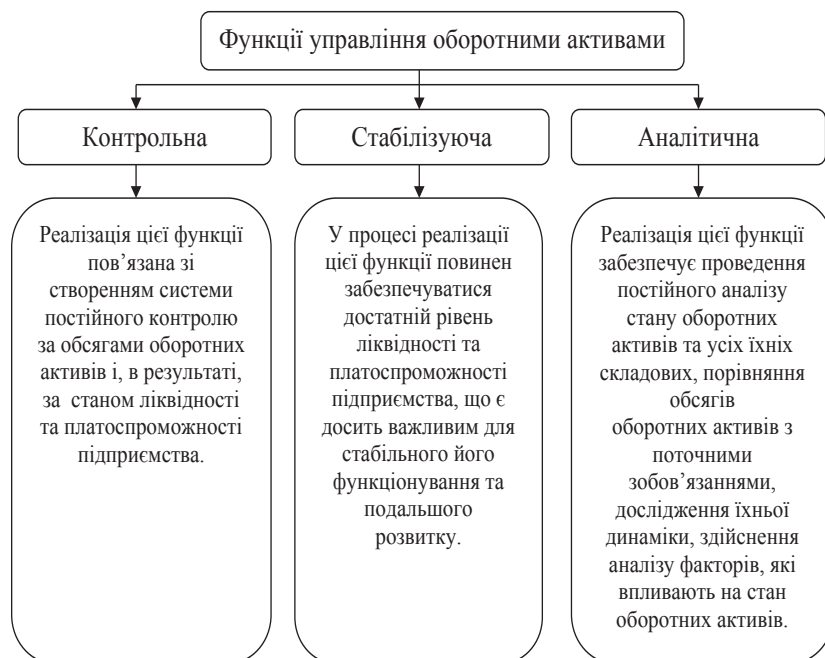 Функції управління оборотними активами
Контрольна
Стабілізуюча
Аналітична
Реалізація цієї функції
пов’язана зі
створенням системи
постійного контролю
за обсягами оборотних
активів і, в результаті,
за станом ліквідності
та платоспроможності
підприємства.
У процесі реалізації
цієї функції повинен
забезпечуватися
достатній рівень
ліквідності та
платоспроможності
підприємства, що є
досить важливим для
стабільного його
функціонування та
подальшого
розвитку.
Реалізація цієї функції
забезпечує проведення
постійного аналізу
стану оборотних
активів та усіх їхніх
складових, порівняння
обсягів
оборотних активів з
поточними
зобов’язаннями,
дослідження їхньої
динаміки, здійснення
аналізу факторів, які
впливають на стан
оборотних активів.